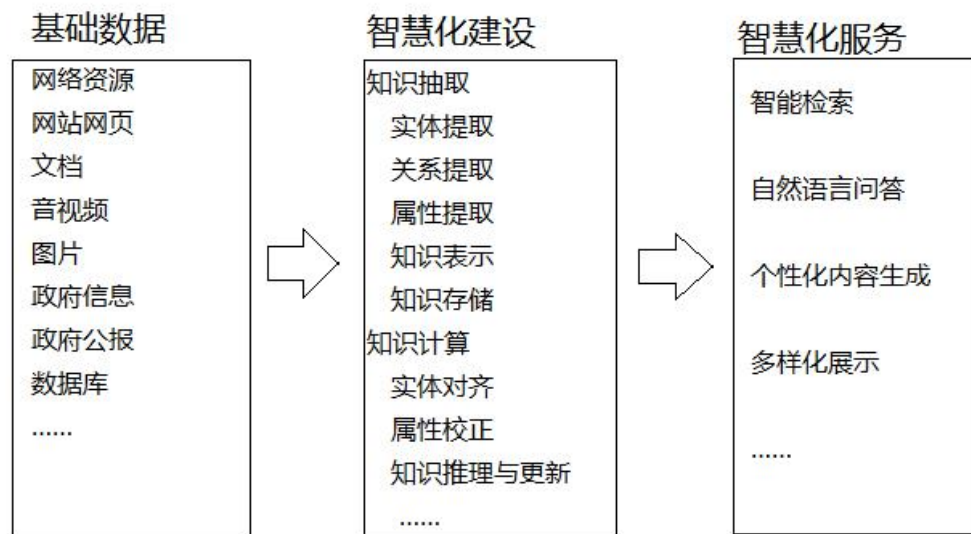 基础数据
网络资源
网站网页
文档
音视频
图片
政府信息
政府公报
数据库
......
智慧化建设
知识抽取
实体提取
关系提取
属性提取
知识表示
知识存储
知识计算
实体对齐
属性校正
知识推理与更新
......
智慧化服务
智能检索
自然语言问答
个性化内容生成
多样化展示
......